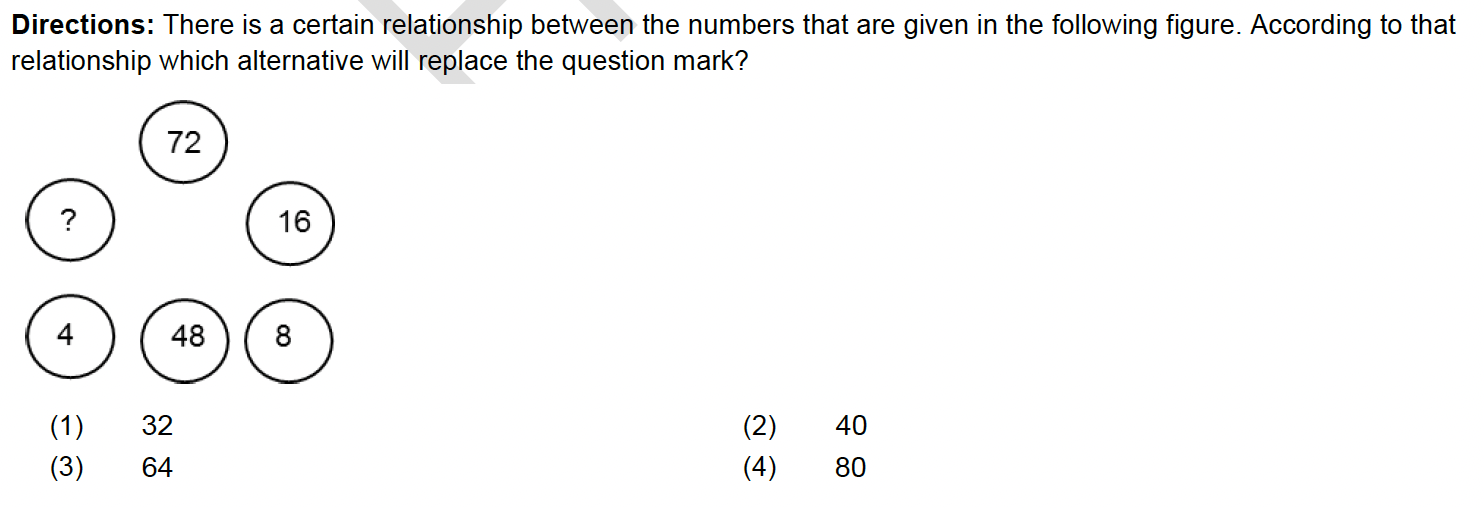 Directions: There is a certain relationship between the numbers that are given in the following figure. According to that
relationship which alternative will replace the question mark?
72
? 16
4 48 8
(1) 32 (2) 40
(3) 64 (4) 80